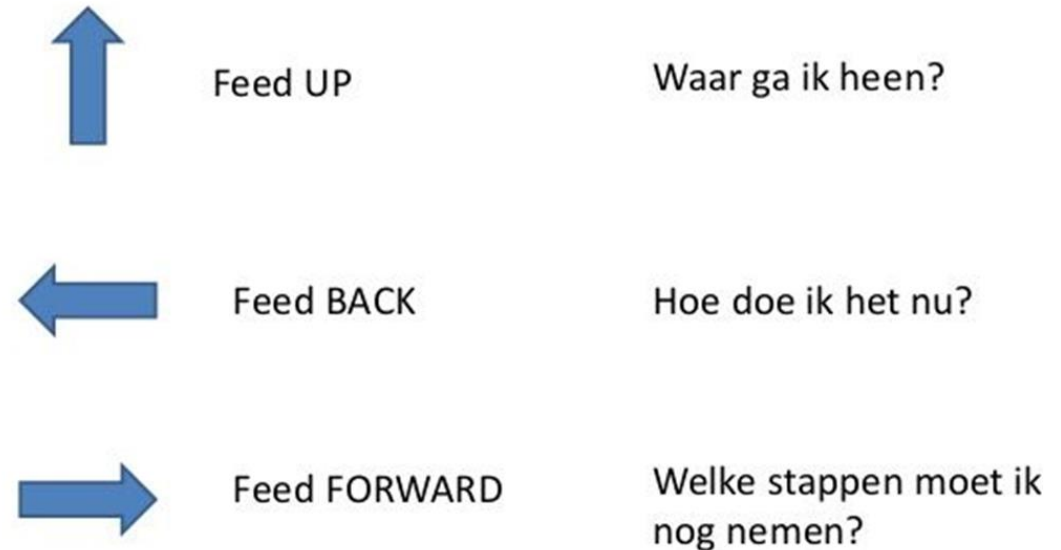 Feed UP
Waar ga ik heen?
Feed BACK
Hoe doe ik het nu?
Feed FORWARD
Welke stappen moet ik
nog nemen?